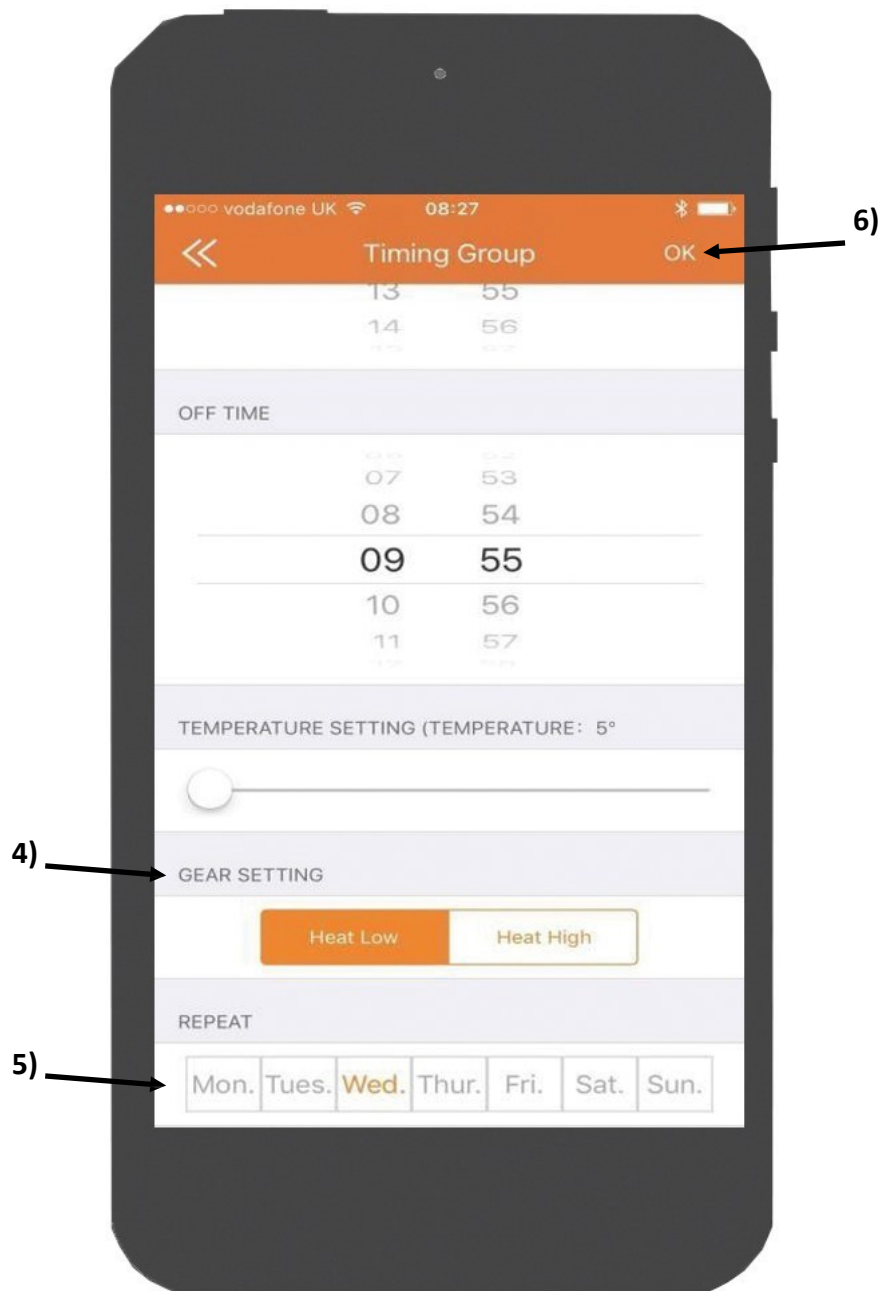 vodafone UK 08:27
Timing Group OK
6)
13 55
14 56
OFF TIME
07 53
08 54
09 55
10 56
11 57
TEMPERATURE SETTING (TEMPERATURE: 5°
4)
GEAR SETTING
Heat Low Heat High
REPEAT
5)
Mon. Tues. Wed. Thur. Fri. Sat. Sun.